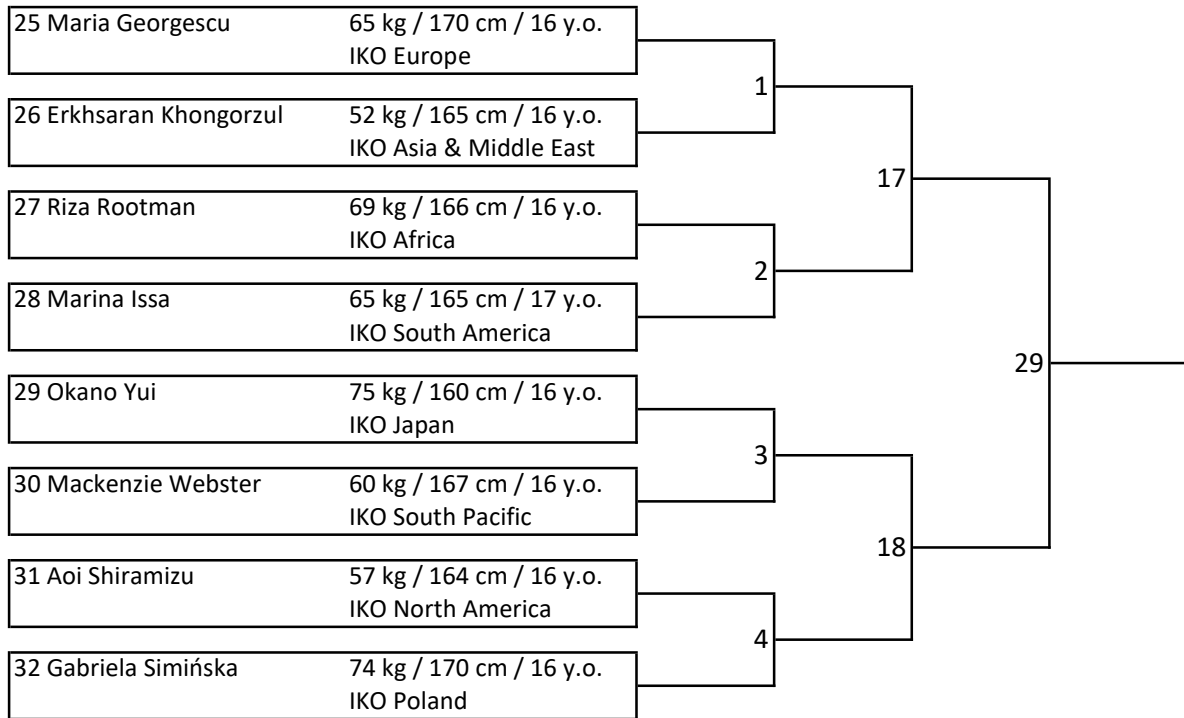 25 Maria Georgescu 65 kg / 170 cm / 16 y.o.
IKO Europe
1
26 Erkhsaran Khongorzul 52 kg / 165 cm / 16 y.o.
IKO Asia & Middle East
17
27 Riza Rootman 69 kg / 166 cm / 16 y.o.
IKO Africa
2
28 Marina Issa 65 kg / 165 cm / 17 y.o.
IKO South America
29
29 Okano Yui 75 kg / 160 cm / 16 y.o.
IKO Japan
3
30 Mackenzie Webster 60 kg / 167 cm / 16 y.o.
IKO South Pacific
18
31 Aoi Shiramizu 57 kg / 164 cm / 16 y.o.
IKO North America
4
32 Gabriela Simińska 74 kg / 170 cm / 16 y.o.
IKO Poland